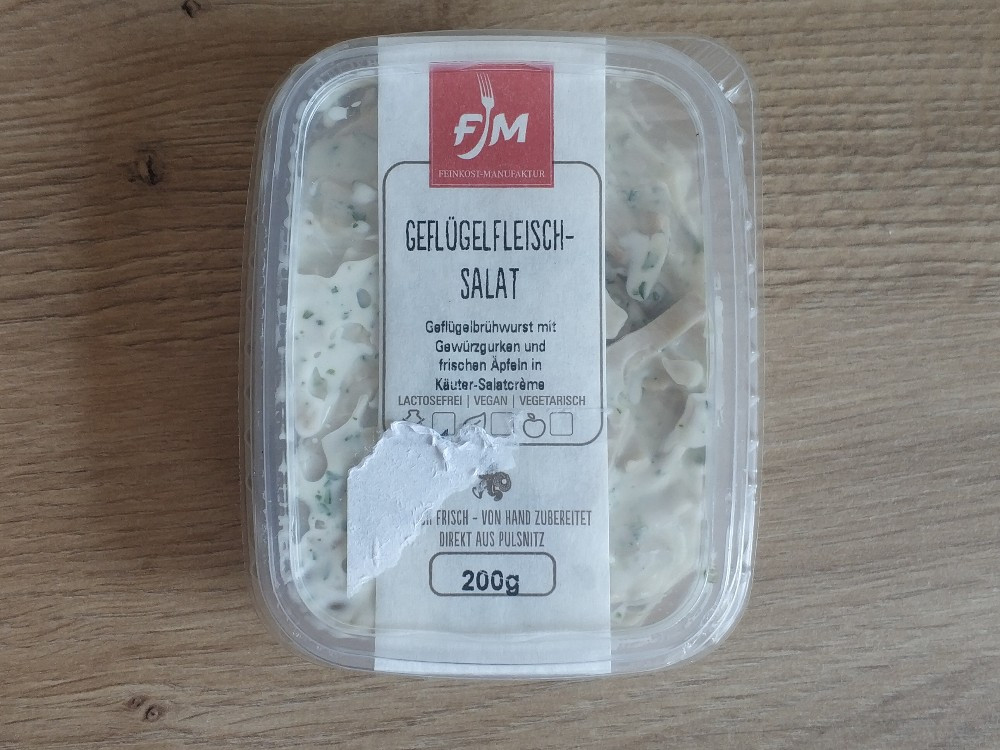 FM
FEINKOST-MANUFAKTUR
GEFLÜGELFLEISCH-
SALAT
Geflügelbrühwurst mit
Gewürzgurken und
frischen Äpfeln in
Käuter-Salatcrème
LACTOSEFREI | VEGAN | VEGETARISCH
FRISCH - VON HAND ZUBEREITET
DIREKT AUS PULSNITZ
200g